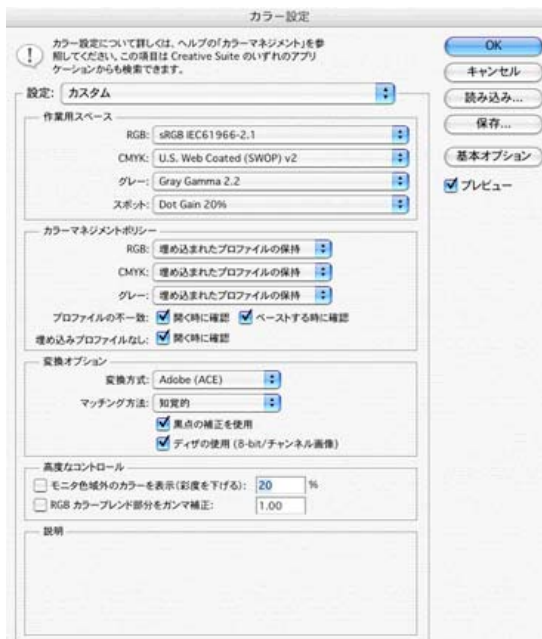 カラー設定
カラー設定について詳しくは、ヘルプの「カラーマネジメント」を参
照してください。この項目は Creative Suite のいずれのアプリ
ケーションからも検索できます。
設定: カスタム
作業用スペース
RGB: sRGB IEC61966-2.1
CMYK: U.S. Web Coated (SWOP) v2
グレー: Gray Gamma 2.2
スポット: Dot Gain 20%
カラーマネジメントポリシー
RGB: 埋め込まれたプロファイルの保持
CMYK: 埋め込まれたプロファイルの保持
グレー: 埋め込まれたプロファイルの保持
プロファイルの不一致: 開く時に確認 ペーストする時に確認
埋め込みプロファイルなし: 開く時に確認
変換オプション
変換方式: Adobe (ACE)
マッチング方法: 知覚的
黒点の補正を使用
ディザの使用 (8-bit/チャンネル画像)
高度なコントロール
モニタ色域外のカラーを表示(彩度を下げる): 20 %
RGB カラーブレンド部分をガンマ補正: 1.00
説明
OK
キャンセル
読み込み...
保存...
基本オプション
プレビュー